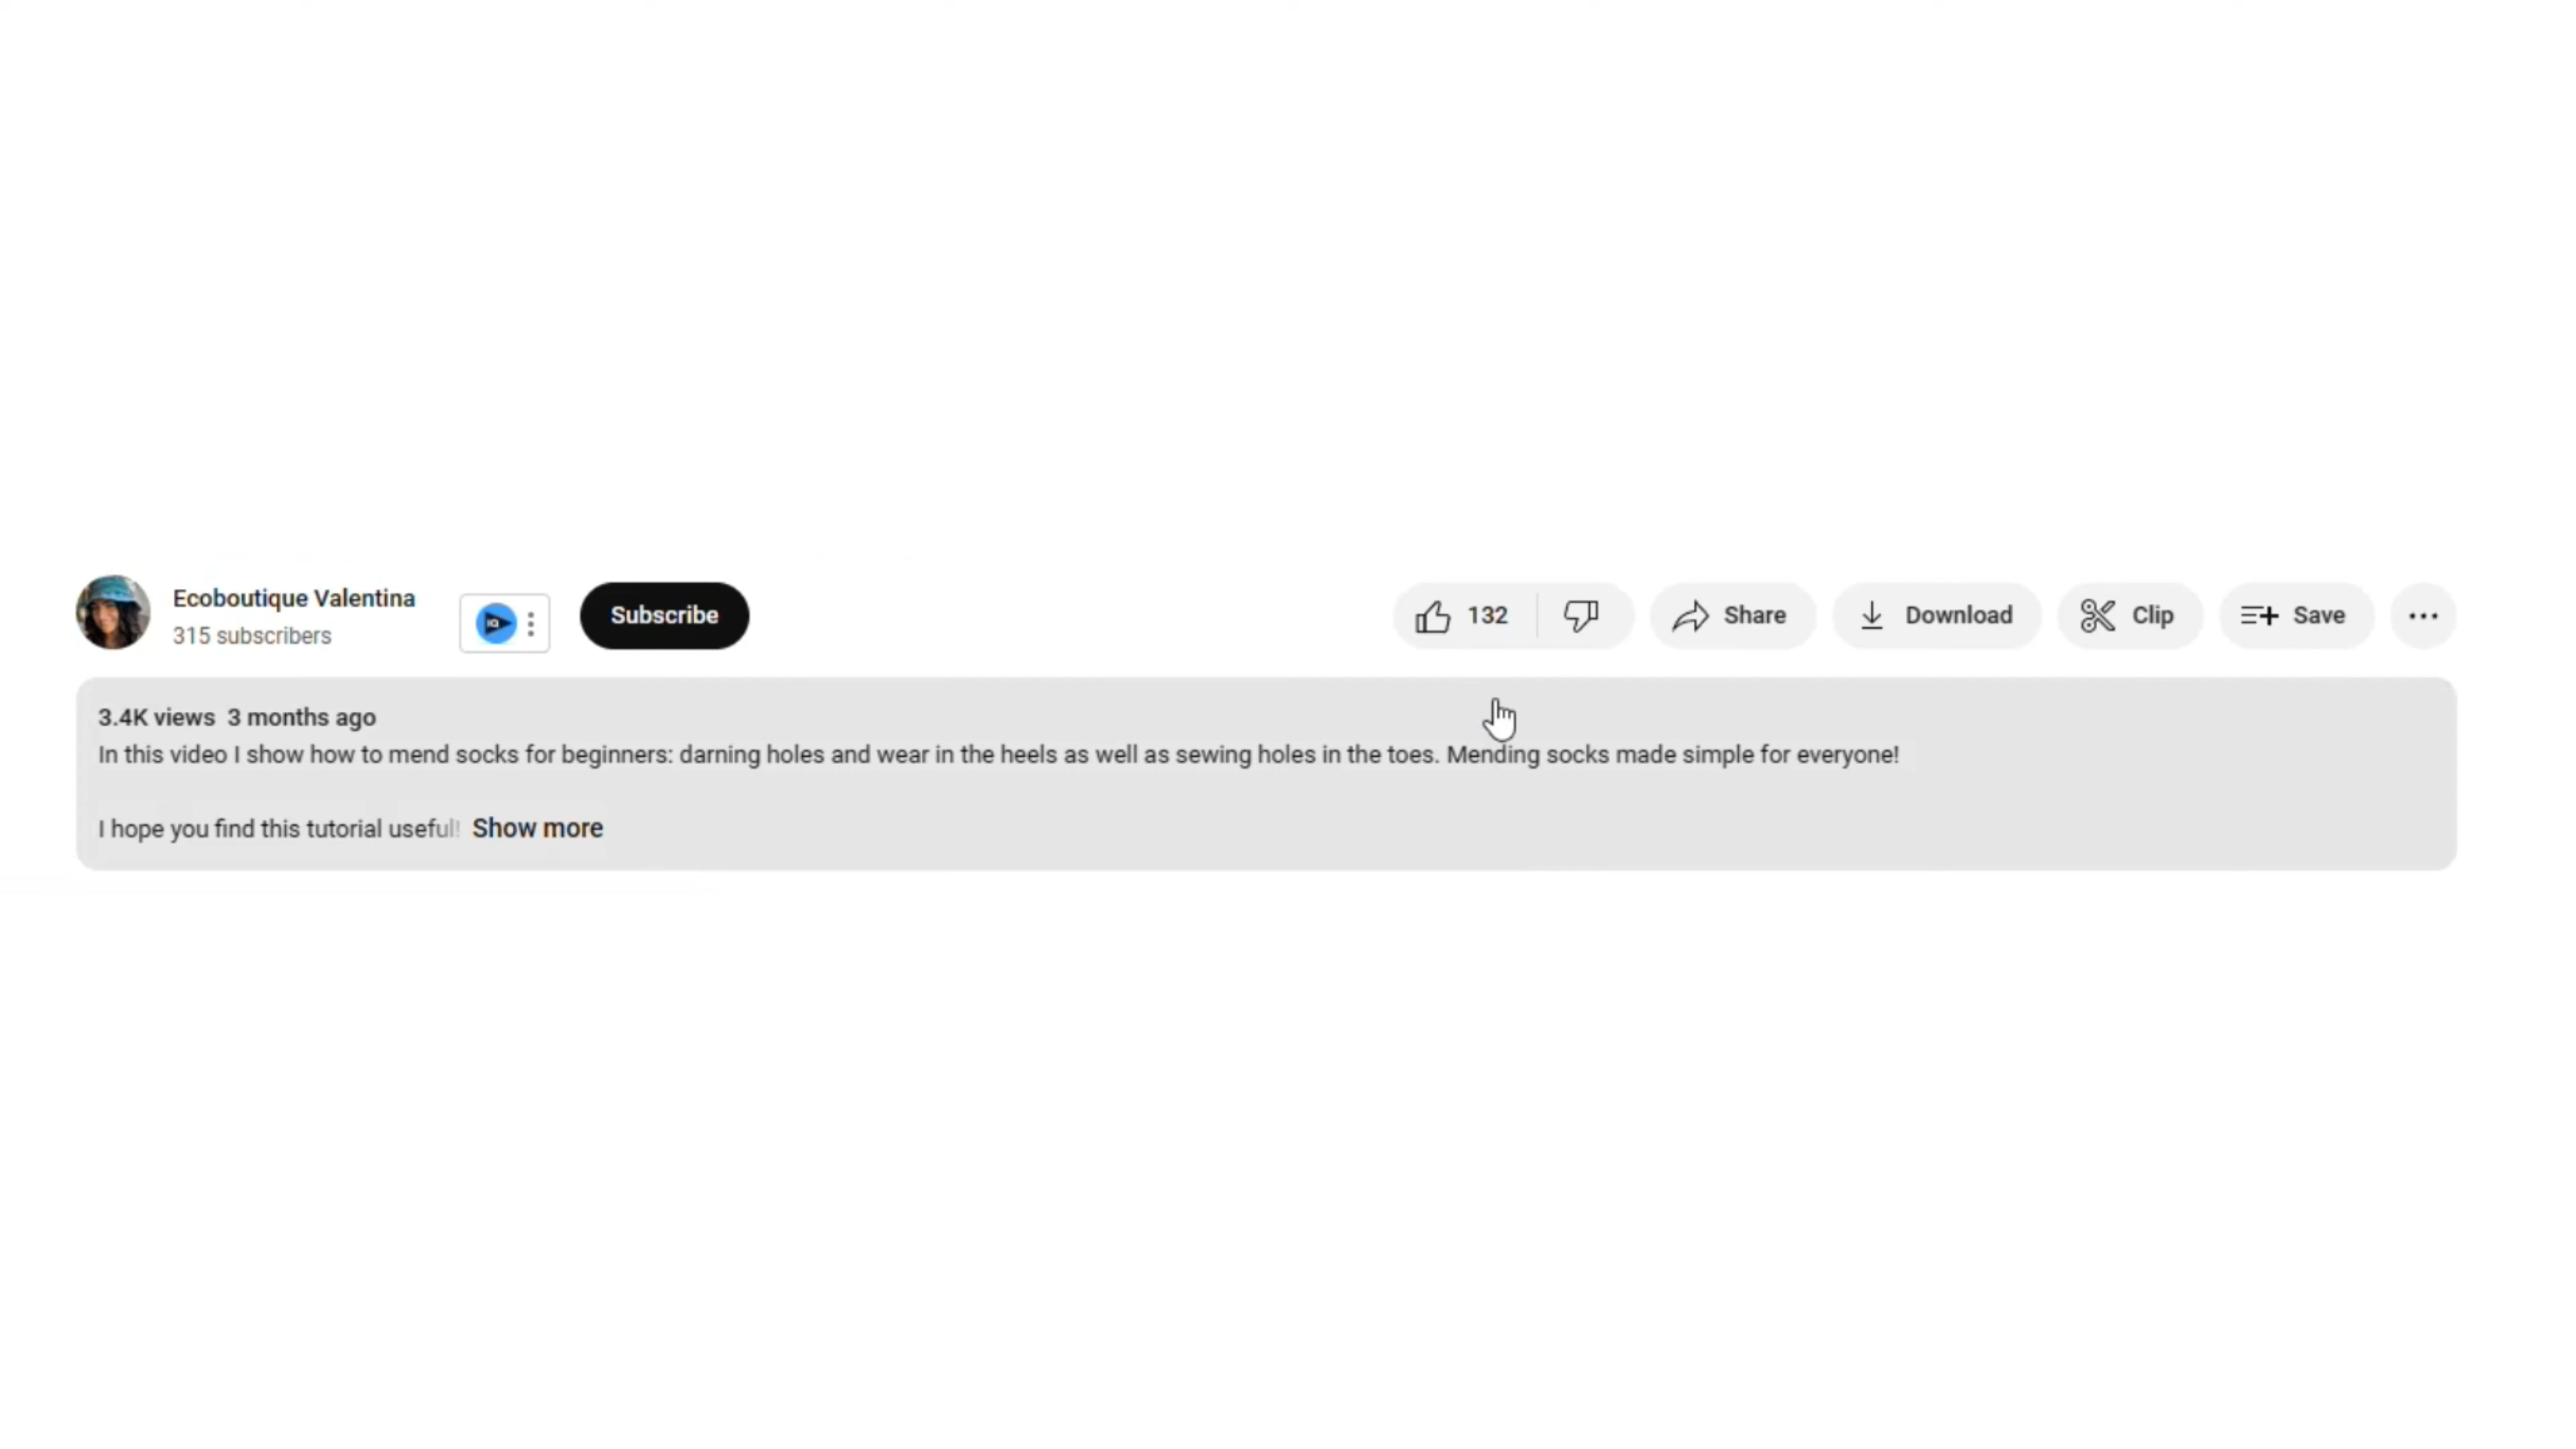 Ecoboutique Valentina
315 subscribers
IQ
Subscribe
132
Share
Download
Clip
Save
3.4K views 3 months ago
In this video I show how to mend socks for beginners: darning holes and wear in the heels as well as sewing holes in the toes. Mending socks made simple for everyone!
I hope you find this tutorial useful! Show more